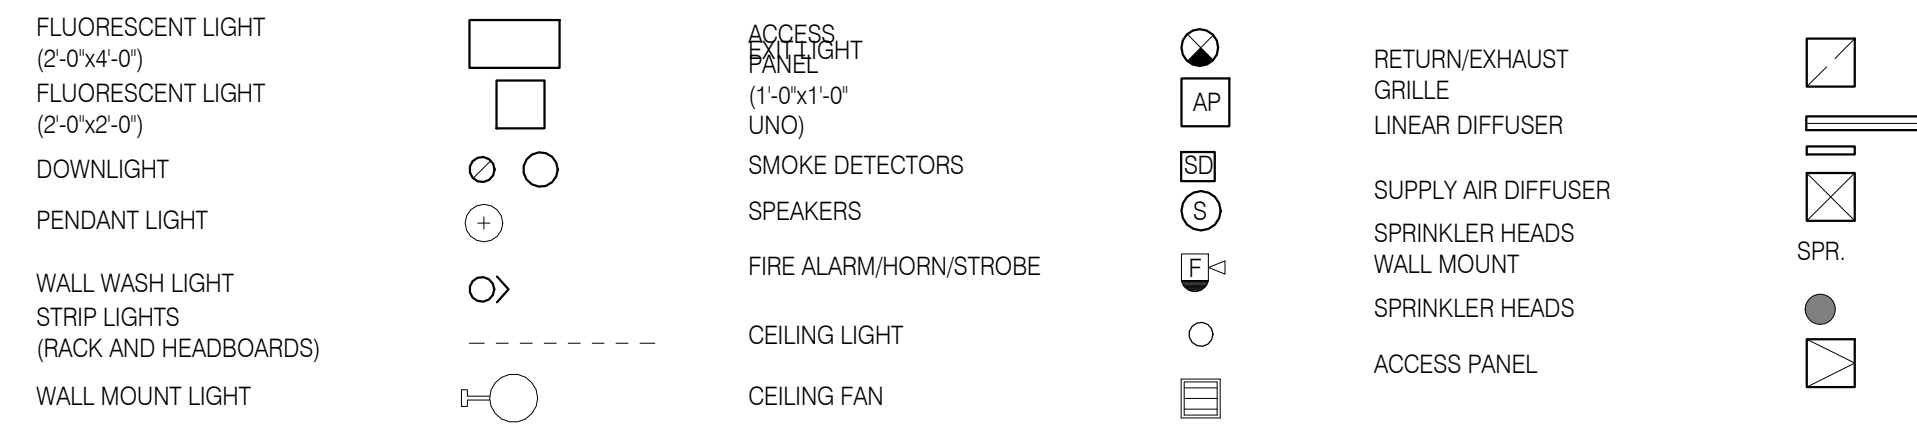 FLUORESCENT LIGHT
(2'-0"x4'-0")
FLUORESCENT LIGHT
(2'-0"x2'-0")
DOWNLIGHT
PENDANT LIGHT
WALL WASH LIGHT
STRIP LIGHTS
(RACK AND HEADBOARDS)
WALL MOUNT LIGHT
EXIT LIGHT
ACCESS
PANEL
(1'-0"x1'-0"
UNO)
AP
SMOKE DETECTORS
SD
SPEAKERS
S
FIRE ALARM/HORN/STROBE
F
CEILING LIGHT
CEILING FAN
RETURN/EXHAUST
GRILLE
LINEAR DIFFUSER
SUPPLY AIR DIFFUSER
SPRINKLER HEADS
WALL MOUNT
SPR.
SPRINKLER HEADS
ACCESS PANEL